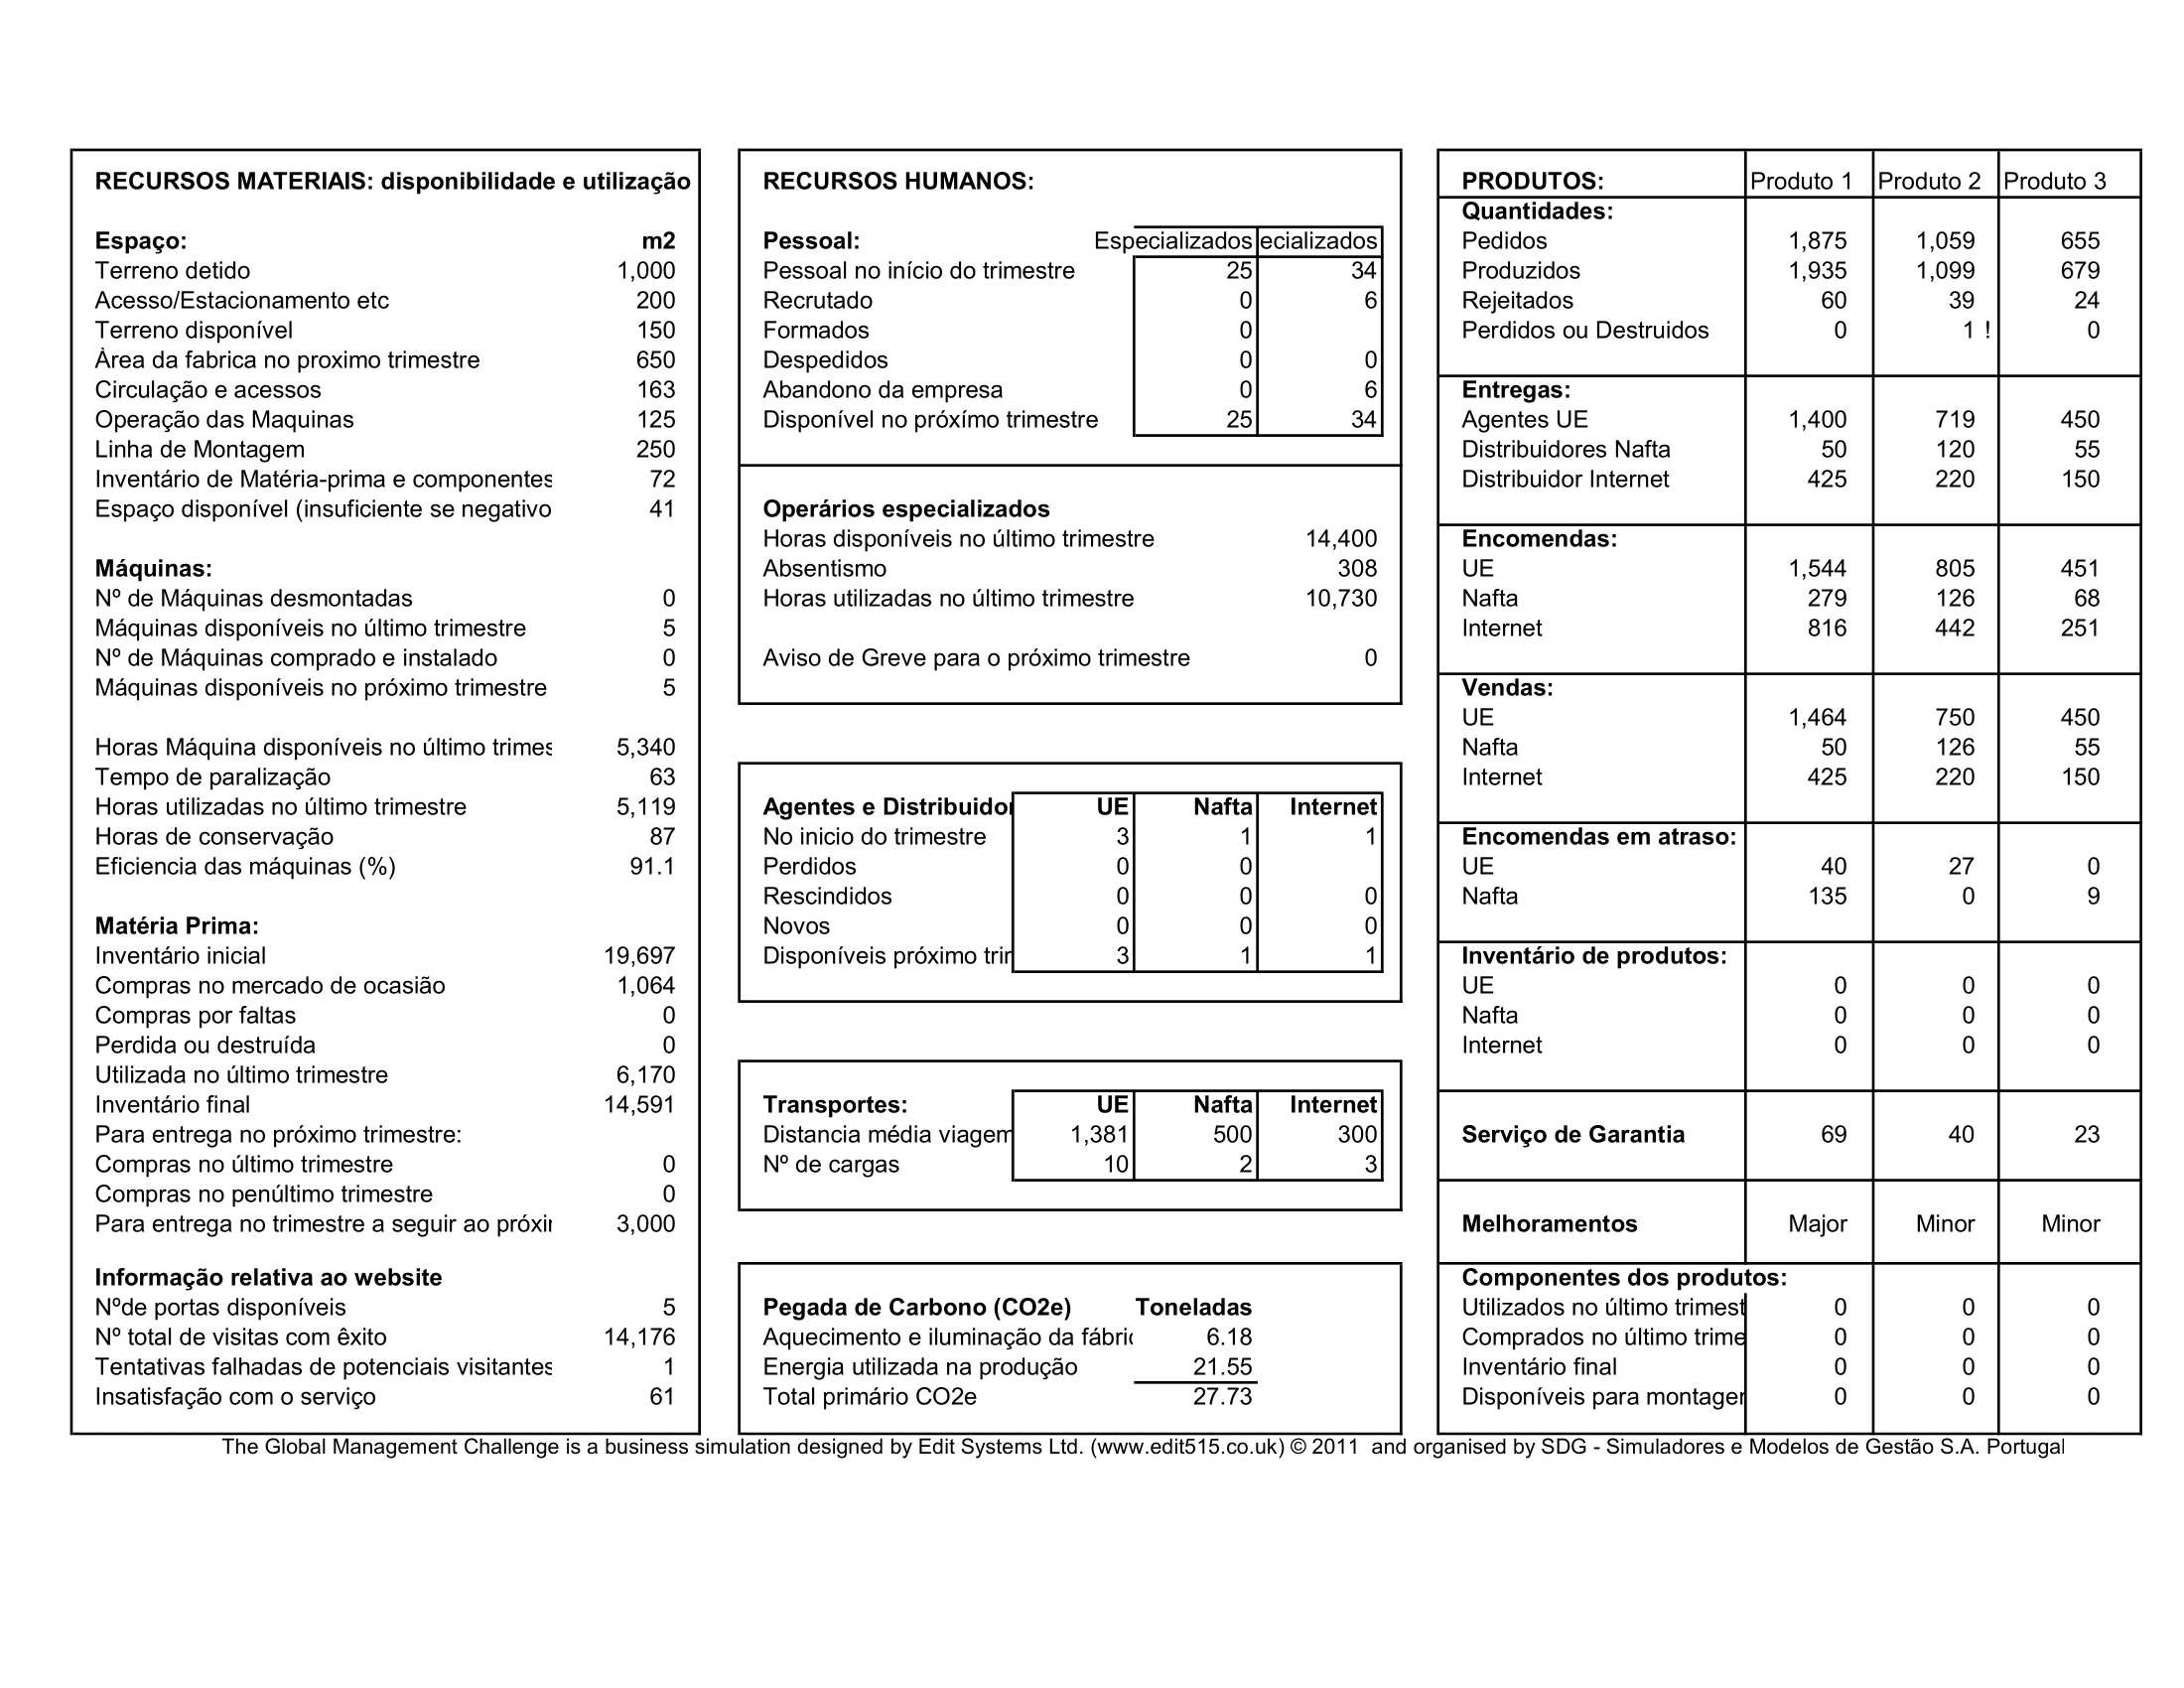 RECURSOS MATERIAIS: disponibilidade e utilização
Espaço: m2
Terreno detido 1,000
Acesso/Estacionamento etc 200
Terreno disponível 150
Àrea da fabrica no proximo trimestre 650
Circulação e acessos 163
Operação das Maquinas 125
Linha de Montagem 250
Inventário de Matéria-prima e componentes 72
Espaço disponível (insuficiente se negativo 41
Máquinas:
Nº de Máquinas desmontadas 0
Máquinas disponíveis no último trimestre 5
Nº de Máquinas comprado e instalado 0
Máquinas disponíveis no próximo trimestre 5
Horas Máquina disponíveis no último trimes 5,340
Tempo de paralização 63
Horas utilizadas no último trimestre 5,119
Horas de conservação 87
Eficiencia das máquinas (%) 91.1
Matéria Prima:
Inventário inicial 19,697
Compras no mercado de ocasião 1,064
Compras por faltas 0
Perdida ou destruída 0
Utilizada no último trimestre 6,170
Inventário final 14,591
Para entrega no próximo trimestre:
Compras no último trimestre 0
Compras no penúltimo trimestre 0
Para entrega no trimestre a seguir ao próxir 3,000
Informação relativa ao website
Nºde portas disponíveis 5
Nº total de visitas com êxito 14,176
Tentativas falhadas de potenciais visitantes 1
Insatisfação com o serviço 61
RECURSOS HUMANOS:
Pessoal: Especializados ecializados
Pessoal no início do trimestre 25 34
Recrutado 0 6
Formados 0
Despedidos 0 0
Abandono da empresa 0 6
Disponível no próxímo trimestre 25 34
Operários especializados
Horas disponíveis no último trimestre 14,400
Absentismo 308
Horas utilizadas no último trimestre 10,730
Aviso de Greve para o próximo trimestre 0
Agentes e Distribuidor UE Nafta Internet
No inicio do trimestre 3 1 1
Perdidos 0 0
Rescindidos 0 0 0
Novos 0 0 0
Disponíveis próximo trir 3 1 1
Transportes: UE Nafta Internet
Distancia média viagem 1,381 500 300
Nº de cargas 10 2 3
Pegada de Carbono (CO2e) Toneladas
Aquecimento e iluminação da fábric 6.18
Energia utilizada na produção 21.55
Total primário CO2e 27.73
PRODUTOS: Produto 1 Produto 2 Produto 3
Quantidades:
Pedidos 1,875 1,059 655
Produzidos 1,935 1,099 679
Rejeitados 60 39 24
Perdidos ou Destruidos 0 1 ! 0
Entregas:
Agentes UE 1,400 719 450
Distribuidores Nafta 50 120 55
Distribuidor Internet 425 220 150
Encomendas:
UE 1,544 805 451
Nafta 279 126 68
Internet 816 442 251
Vendas:
UE 1,464 750 450
Nafta 50 126 55
Internet 425 220 150
Encomendas em atraso:
UE 40 27 0
Nafta 135 0 9
Inventário de produtos:
UE 0 0 0
Nafta 0 0 0
Internet 0 0 0
Serviço de Garantia 69 40 23
Melhoramentos Major Minor Minor
Componentes dos produtos:
Utilizados no último trimest 0 0 0
Comprados no último trime 0 0 0
Inventário final 0 0 0
Disponíveis para montager 0 0 0
The Global Management Challenge is a business simulation designed by Edit Systems Ltd. (www.edit515.co.uk) © 2011 and organised by SDG - Simuladores e Modelos de Gestão S.A. Portugal